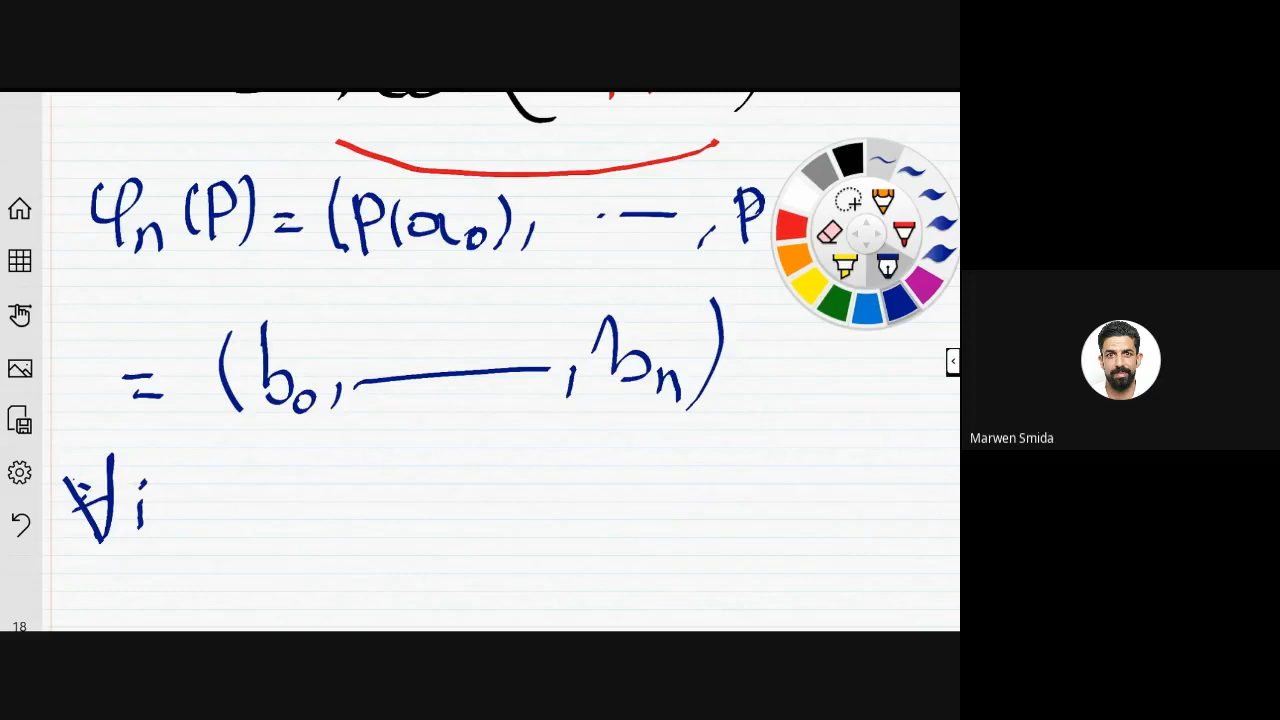 φn(P) = (P(a0), .— , P
= (b0, ———, bn)
∀i
18
Marwen Smida